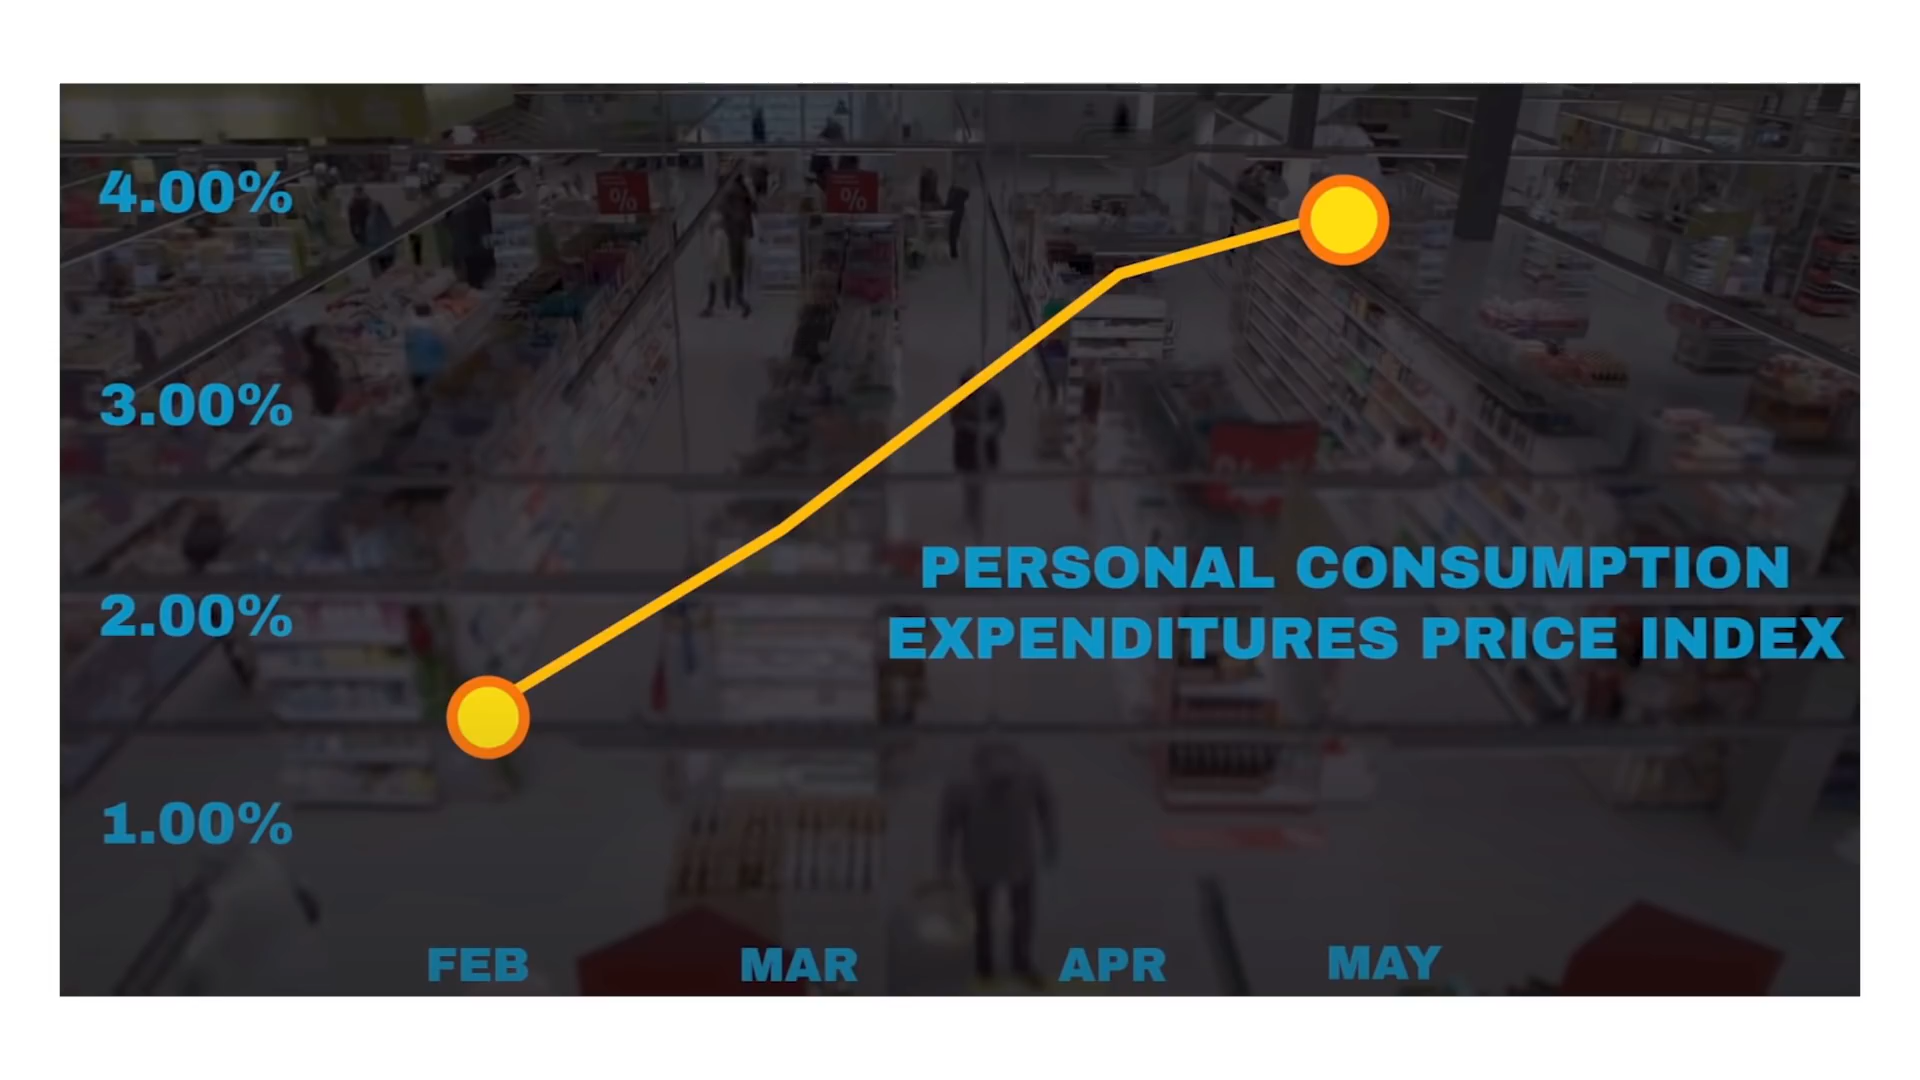 4.00%
%
%
3.00%
PERSONAL CONSUMPTION
EXPENDITURES PRICE INDEX
2.00%
1.00%
FEB MAR APR MAY